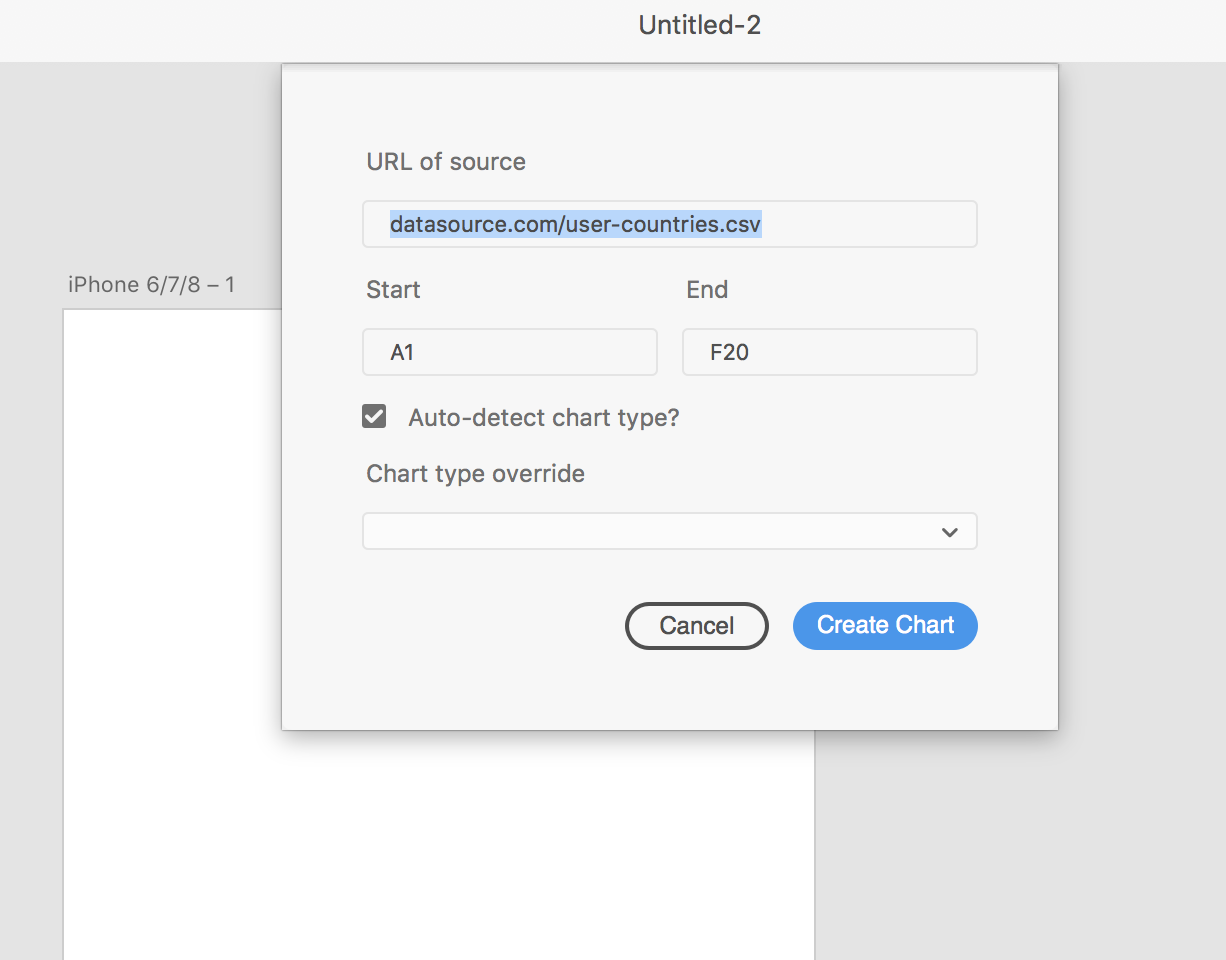 Untitled-2
URL of source
datasource.com/user-countries.csv
iPhone 6/7/8 – 1
Start
End
A1
F20
Auto-detect chart type?
Chart type override
Cancel
Create Chart